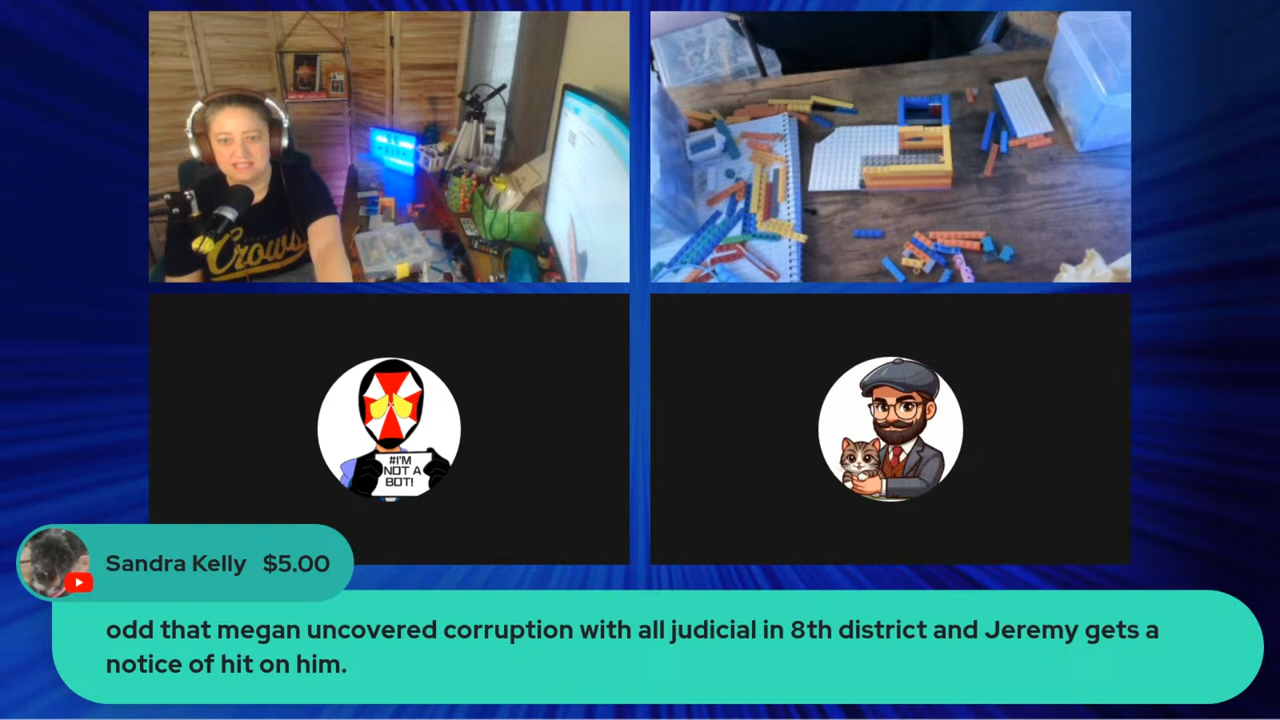 Crows
#I'M
NOT A
BOT!
Sandra Kelly $5.00
odd that megan uncovered corruption with all judicial in 8th district and Jeremy gets a
notice of hit on him.